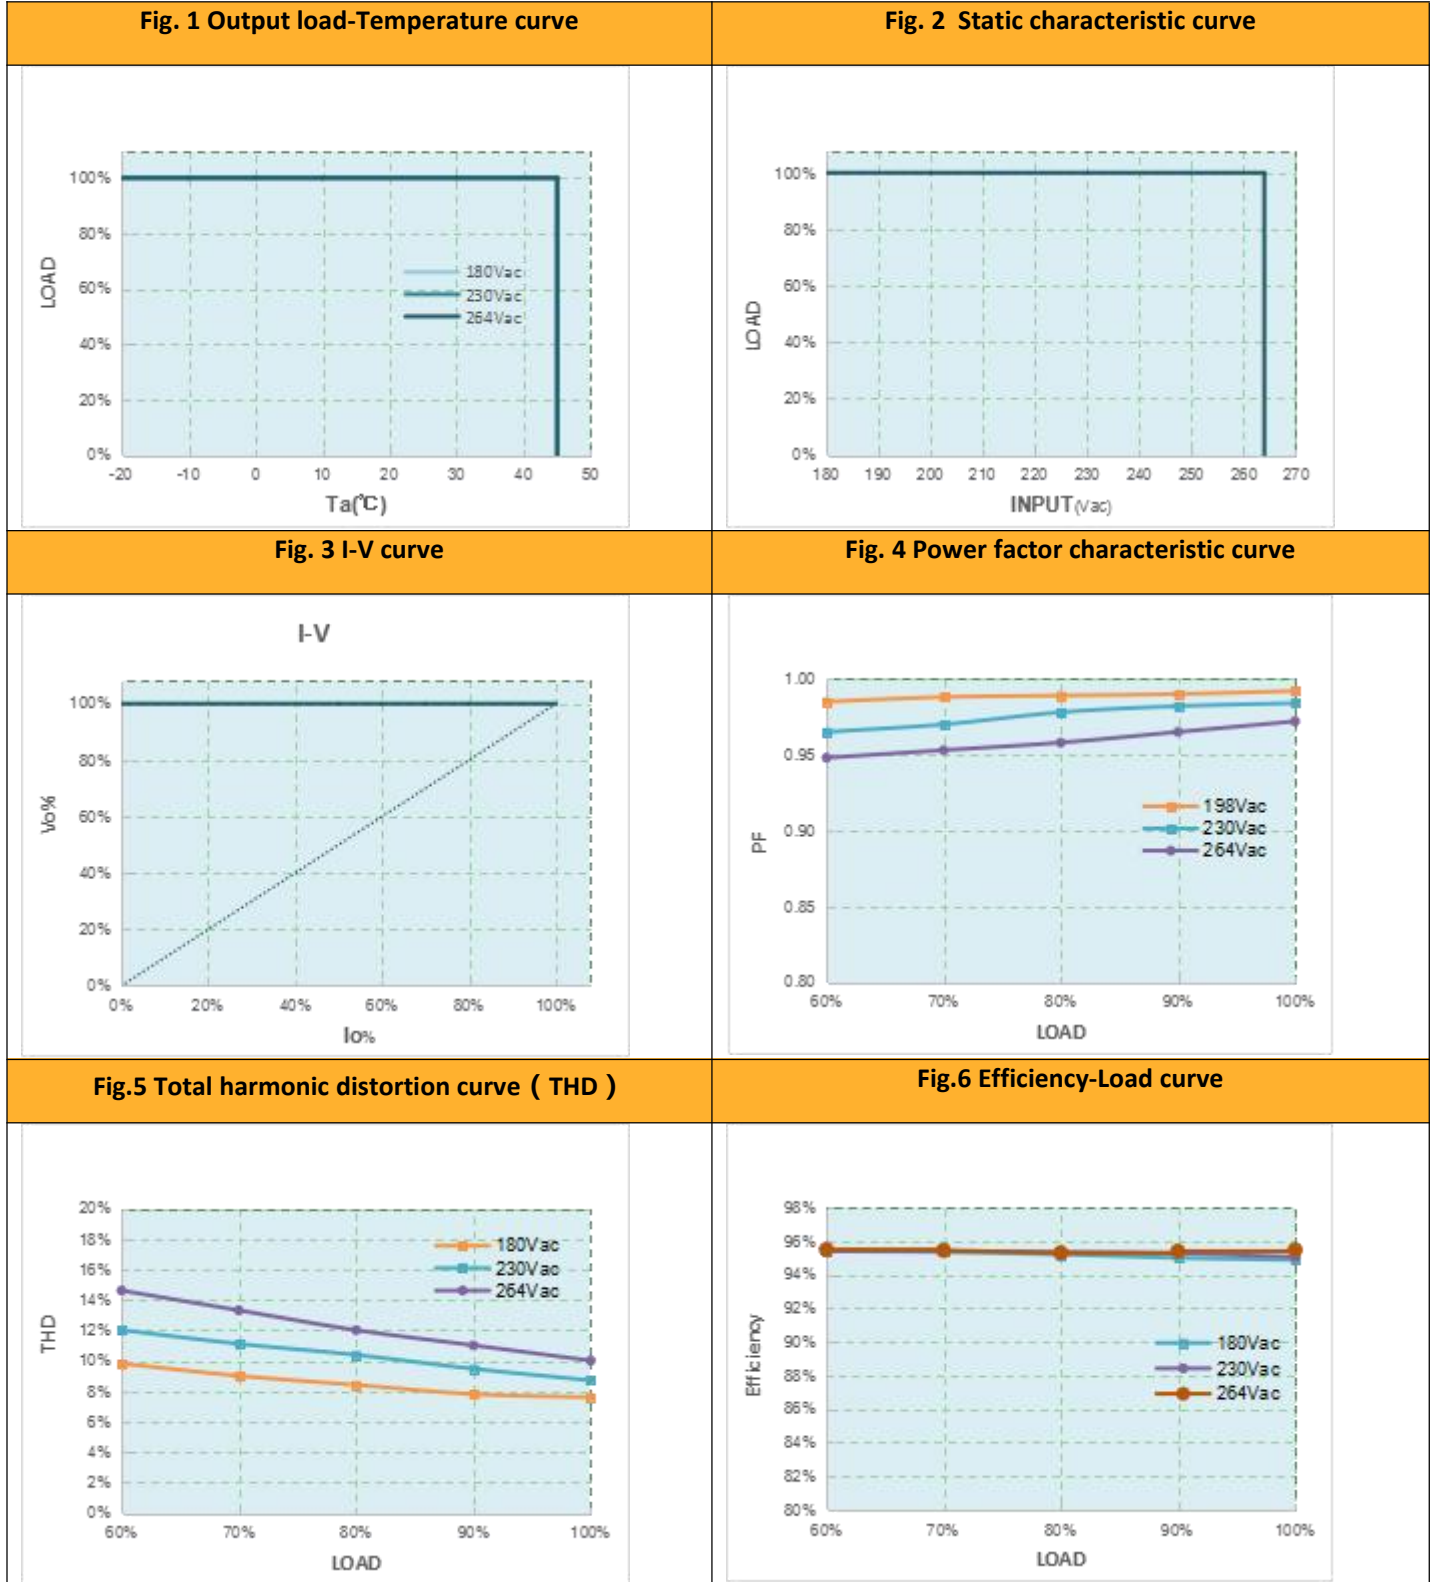 Fig. 1 Output load-Temperature curve
Fig. 2 Static characteristic curve
100%
80%
60%
40%
20%
0%
LOAD
180Vac
230Vac
264Vac
-20 -10 0 10 20 30 40 50
Ta(℃)
100%
80%
60%
40%
20%
0%
LOAD
180 190 200 210 220 230 240 250 260 270
INPUT(Vac)
Fig. 3 I-V curve
Fig. 4 Power factor characteristic curve
I-V
100%
80%
60%
40%
20%
0%
Vo%
0% 20% 40% 60% 80% 100%
Io%
1.00
0.95
0.90
0.85
0.80
PF
198Vac
230Vac
264Vac
60% 70% 80% 90% 100%
LOAD
Fig.5 Total harmonic distortion curve ( THD )
Fig.6 Efficiency-Load curve
20%
18%
16%
14%
12%
10%
8%
6%
4%
2%
0%
THD
180Vac
230Vac
264Vac
60% 70% 80% 90% 100%
LOAD
98%
96%
94%
92%
90%
88%
86%
84%
82%
80%
Efficiency
180Vac
230Vac
264Vac
60% 70% 80% 90% 100%
LOAD